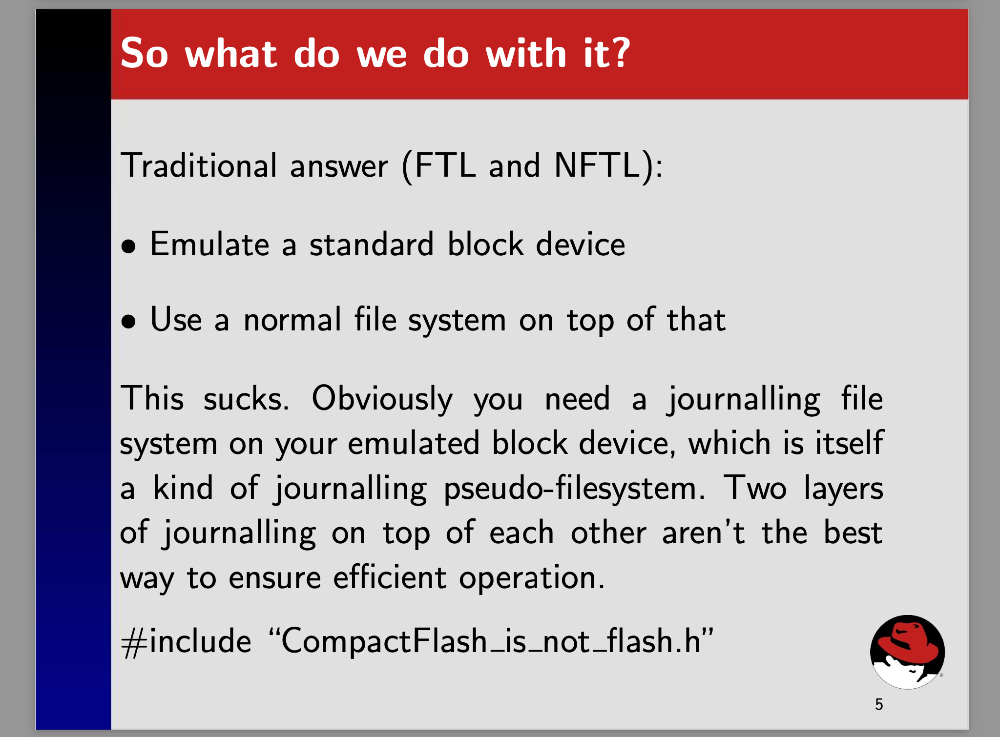 So what do we do with it?
Traditional answer (FTL and NFTL):
• Emulate a standard block device
• Use a normal file system on top of that
This sucks. Obviously you need a journalling file
system on your emulated block device, which is itself
a kind of journalling pseudo-filesystem. Two layers
of journalling on top of each other aren't the best
way to ensure efficient operation.
#include “CompactFlash_is_not_flash.h”
®
5